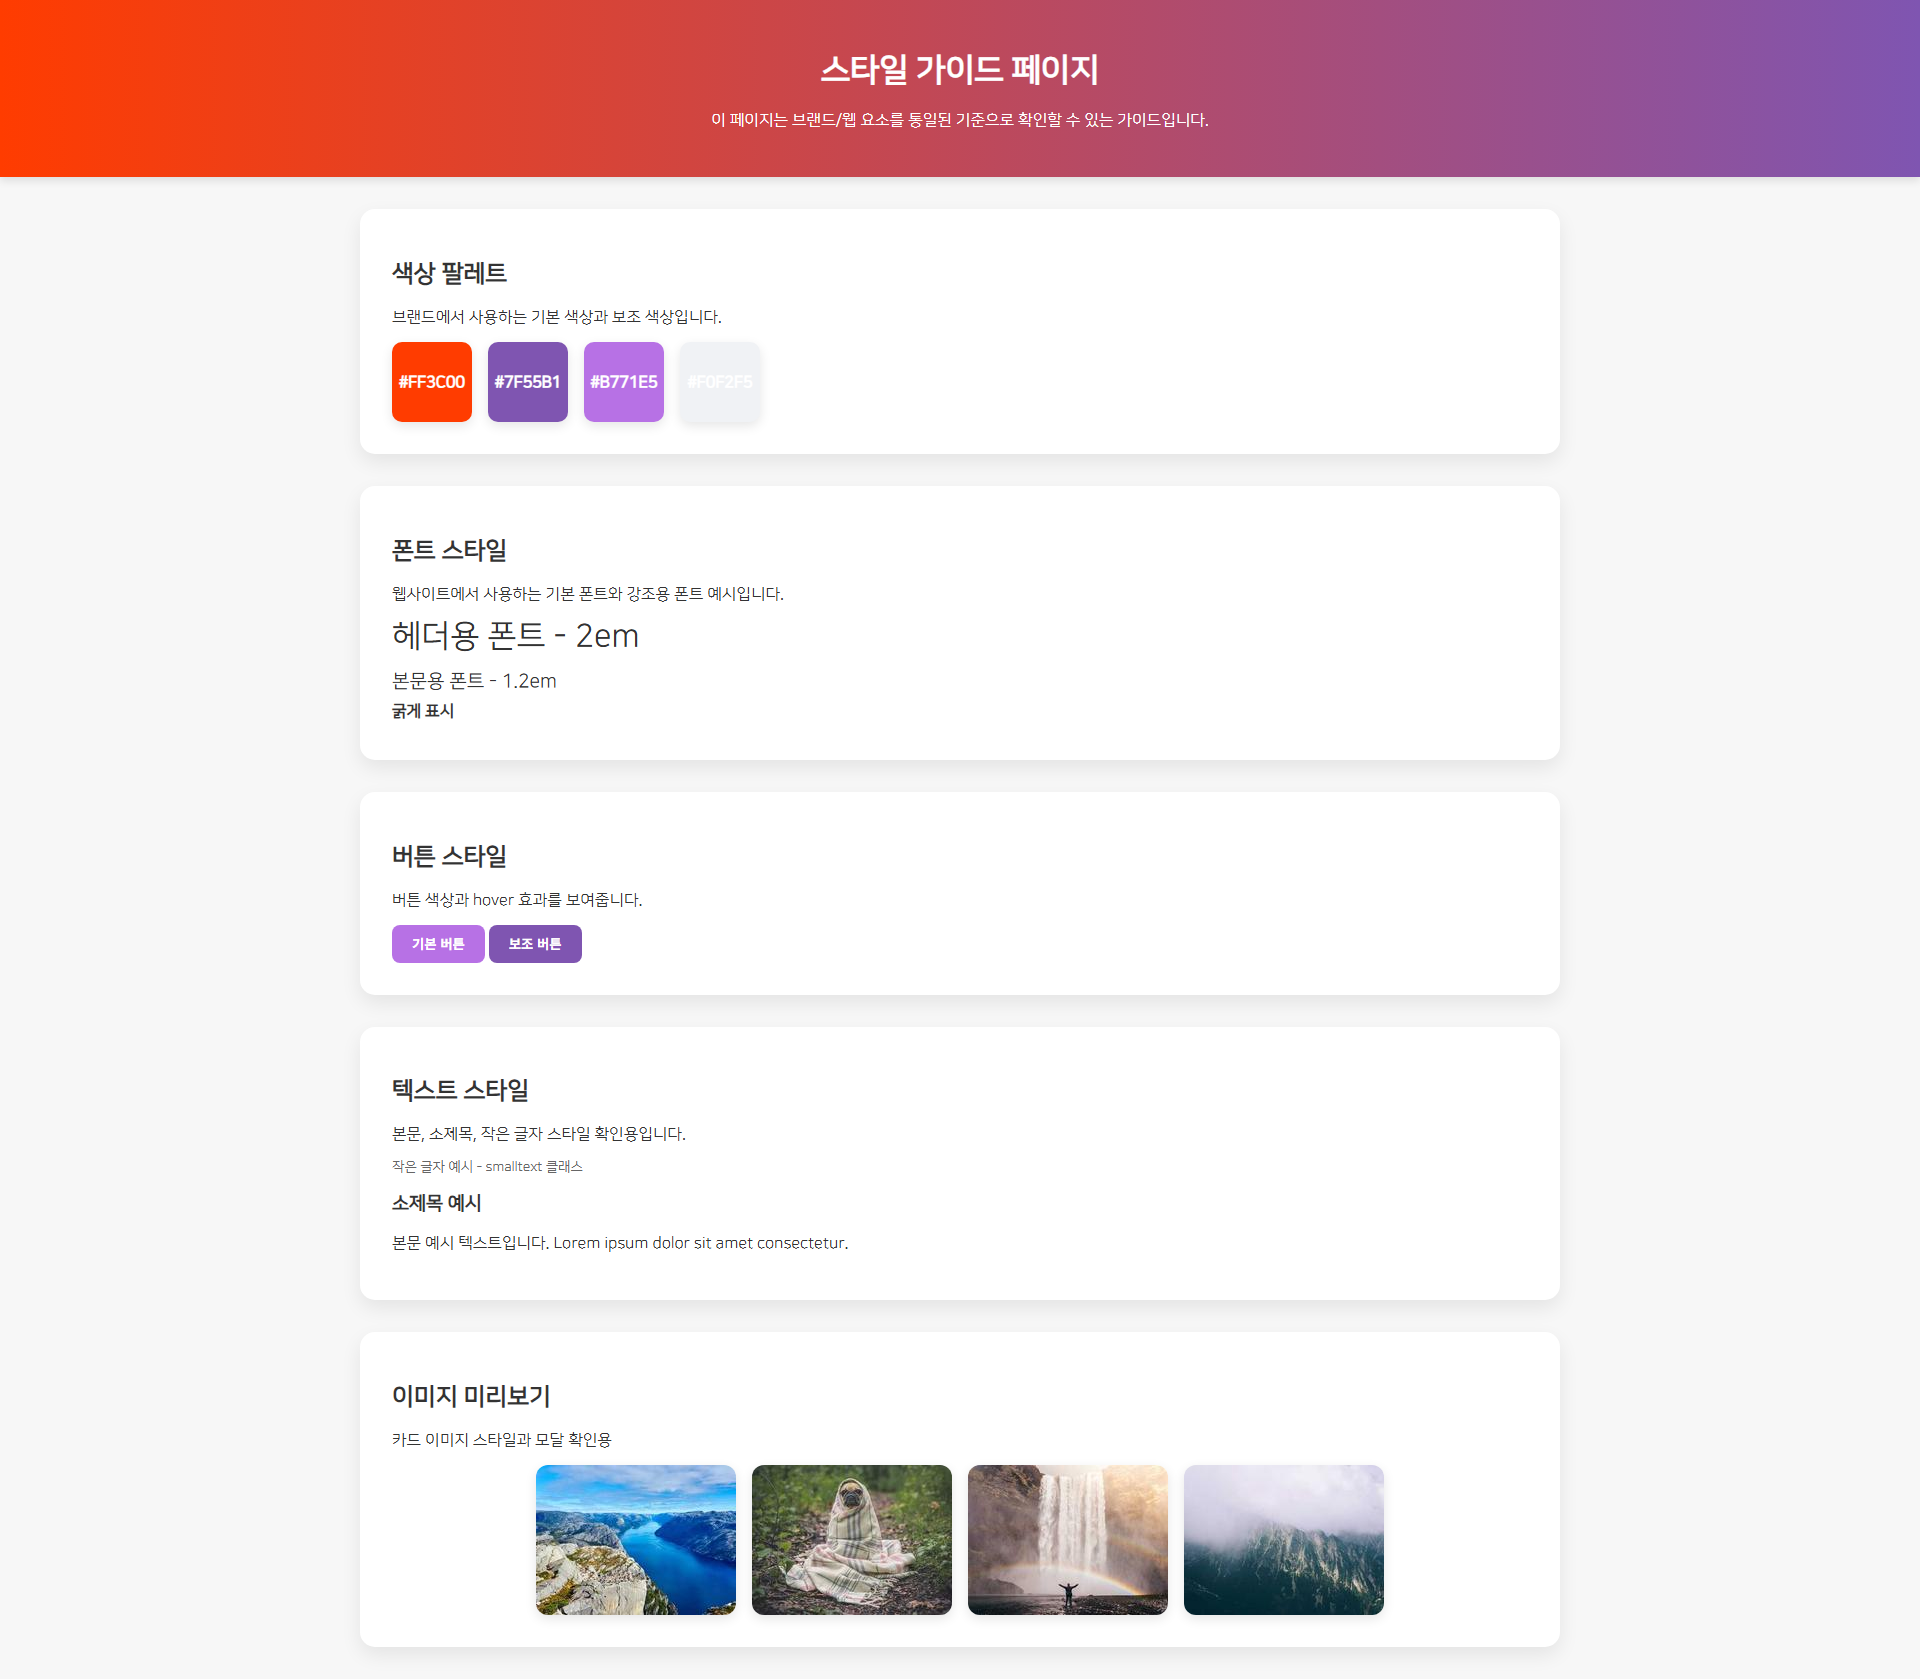 스타일 가이드 페이지
이 페이지는 브랜드/웹 요소를 통일된 기준으로 확인할 수 있는 가이드입니다.
색상 팔레트
브랜드에서 사용하는 기본 색상과 보조 색상입니다.
#FF3C00 #7F55B1 #B771E5 #F0F2F5
폰트 스타일
웹사이트에서 사용하는 기본 폰트와 강조용 폰트 예시입니다.
헤더용 폰트 - 2em
본문용 폰트 - 1.2em
굵게 표시
버튼 스타일
버튼 색상과 hover 효과를 보여줍니다.
기본 버튼 보조 버튼
텍스트 스타일
본문, 소제목, 작은 글자 스타일 확인용입니다.
작은 글자 예시 - smalltext 클래스
소제목 예시
본문 예시 텍스트입니다. Lorem ipsum dolor sit amet consectetur.
이미지 미리보기
카드 이미지 스타일과 모달 확인용